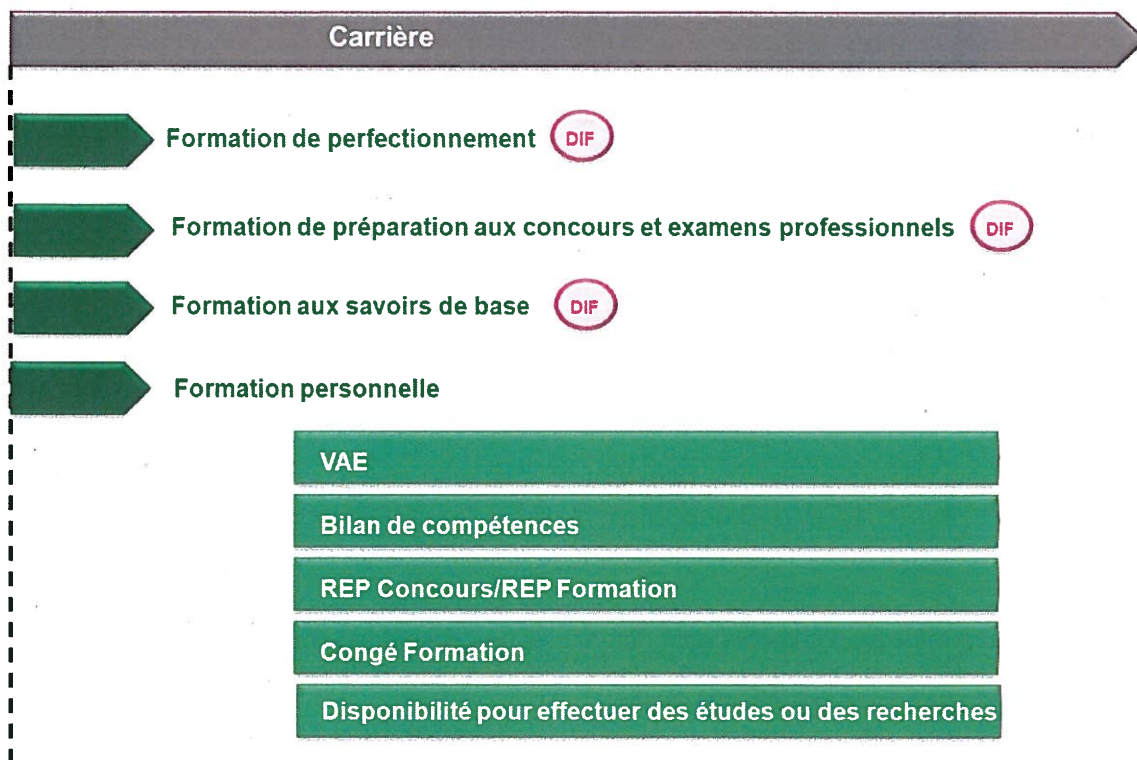 Carrière
Formation de perfectionnement DIF
Formation de préparation aux concours et examens professionnels DIF
Formation aux savoirs de base DIF
Formation personnelle
VAE
Bilan de compétences
REP Concours/REP Formation
Congé Formation
Disponibilité pour effectuer des études ou des recherches